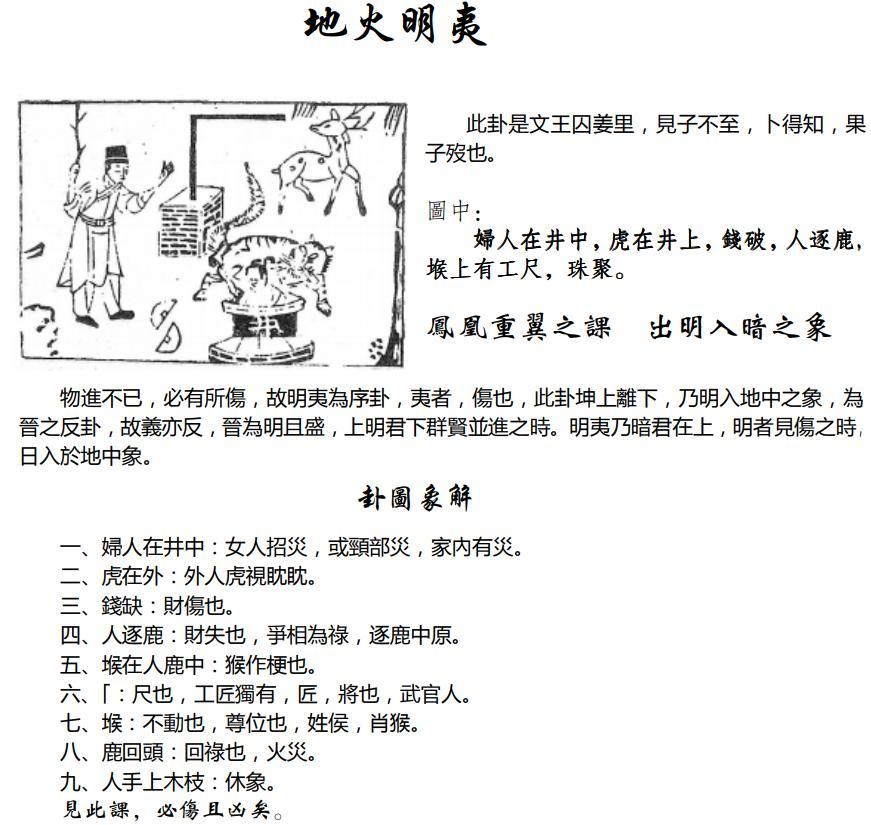 地火明夷
此卦是文王囚姜里，見子不至，卜得知，果
子歿也。
圖中：
婦人在井中，虎在井上，錢破，人逐鹿，
堠上有工尺，珠聚。
鳳凰重翼之課　出明入暗之象
物進不已，必有所傷，故明夷為序卦，夷者，傷也，此卦坤上離下，乃明入地中之象，為
晉之反卦，故義亦反，晉為明且盛，上明君下群賢並進之時。明夷乃暗君在上，明者見傷之時，
日入於地中象。
卦圖象解
一、婦人在井中：女人招災，或頸部災，家內有災。
二、虎在外：外人虎視眈眈。
三、錢缺：財傷也。
四、人逐鹿：財失也，爭相為祿，逐鹿中原。
五、堠在人鹿中：猴作梗也。
六、「：尺也，工匠獨有，匠，將也，武官人。
七、堠：不動也，尊位也，姓侯，肖猴。
八、鹿回頭：回祿也，火災。
九、人手上木枝：休象。
見此課，必傷且凶矣。